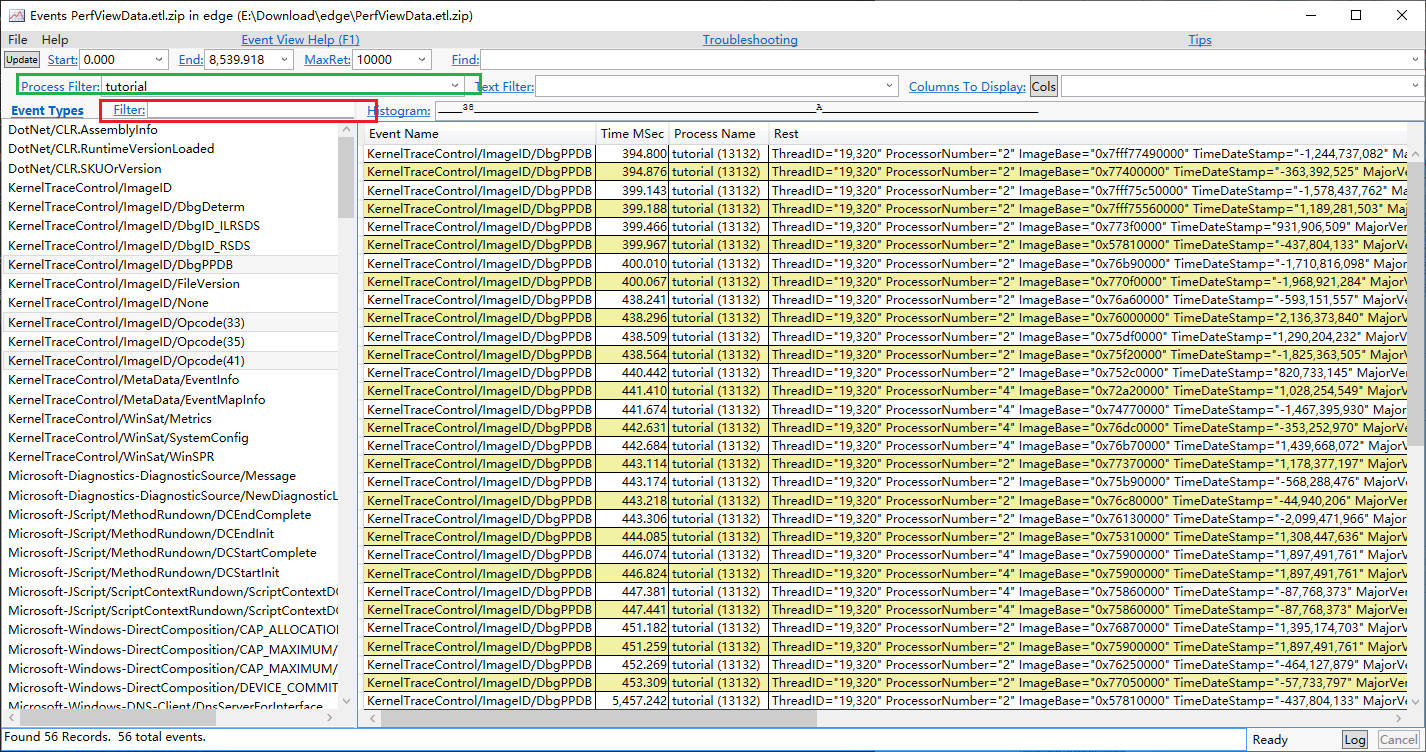 Events PerfViewData.etl.zip in edge (E:\Download\edge\PerfViewData.etl.zip)
File Help Event View Help (F1) Troubleshooting Tips
Update Start: 0.000 End: 8,539.918 MaxRet: 10000 Find:
Process Filter: tutorial Text Filter: Columns To Display: Cols
Event Types Filter: Histogram:
DotNet/CLR.AssemblyInfo
DotNet/CLR.RuntimeVersionLoaded
DotNet/CLR.SKUOrVersion
KernelTraceControl/ImageID
KernelTraceControl/ImageID/DbgDeterm
KernelTraceControl/ImageID/DbgID_ILRSDS
KernelTraceControl/ImageID/DbgID_RSDS
KernelTraceControl/ImageID/DbgPPDB
KernelTraceControl/ImageID/FileVersion
KernelTraceControl/ImageID/None
KernelTraceControl/ImageID/Opcode(33)
KernelTraceControl/ImageID/Opcode(35)
KernelTraceControl/ImageID/Opcode(41)
KernelTraceControl/MetaData/EventInfo
KernelTraceControl/MetaData/EventMapInfo
KernelTraceControl/WinSat/Metrics
KernelTraceControl/WinSat/SystemConfig
KernelTraceControl/WinSat/WinSPR
Microsoft-Diagnostics-DiagnosticSource/Message
Microsoft-Diagnostics-DiagnosticSource/NewDiagnosticL
Microsoft-JScript/MethodRundown/DCEndComplete
Microsoft-JScript/MethodRundown/DCEndInit
Microsoft-JScript/MethodRundown/DCStartComplete
Microsoft-JScript/MethodRundown/DCStartInit
Microsoft-JScript/ScriptContextRundown/ScriptContextDC
Microsoft-JScript/ScriptContextRundown/ScriptContextDC
Microsoft-Windows-DirectComposition/CAP_ALLOCATION
Microsoft-Windows-DirectComposition/CAP_MAXIMUM/
Microsoft-Windows-DirectComposition/CAP_MAXIMUM/
Microsoft-Windows-DirectComposition/DEVICE_COMMIT
Microsoft-Windows-DNS-Client/DnsServerForInterface
Event Name Time MSec Process Name Rest
KernelTraceControl/ImageID/DbgPPDB 394.800 tutorial (13132) ThreadID="19,320" ProcessorNumber="2" ImageBase="0x7fff77490000" TimeDateStamp="-1,244,737,082" Ma
KernelTraceControl/ImageID/DbgPPDB 394.876 tutorial (13132) ThreadID="19,320" ProcessorNumber="2" ImageBase="0x77400000" TimeDateStamp="-363,392,525" MajorVe
KernelTraceControl/ImageID/DbgPPDB 399.143 tutorial (13132) ThreadID="19,320" ProcessorNumber="2" ImageBase="0x7fff75c50000" TimeDateStamp="-1,578,437,762" Ma
KernelTraceControl/ImageID/DbgPPDB 399.188 tutorial (13132) ThreadID="19,320" ProcessorNumber="2" ImageBase="0x7fff75560000" TimeDateStamp="1,189,281,503" Maj
KernelTraceControl/ImageID/DbgPPDB 399.466 tutorial (13132) ThreadID="19,320" ProcessorNumber="2" ImageBase="0x773f0000" TimeDateStamp="931,906,509" MajorVer
KernelTraceControl/ImageID/DbgPPDB 399.967 tutorial (13132) ThreadID="19,320" ProcessorNumber="2" ImageBase="0x57810000" TimeDateStamp="-437,804,133" MajorVe
KernelTraceControl/ImageID/DbgPPDB 400.010 tutorial (13132) ThreadID="19,320" ProcessorNumber="2" ImageBase="0x76b90000" TimeDateStamp="-1,710,816,098" Major
KernelTraceControl/ImageID/DbgPPDB 400.067 tutorial (13132) ThreadID="19,320" ProcessorNumber="2" ImageBase="0x770f0000" TimeDateStamp="-1,968,921,284" Major
KernelTraceControl/ImageID/DbgPPDB 438.241 tutorial (13132) ThreadID="19,320" ProcessorNumber="2" ImageBase="0x76a60000" TimeDateStamp="-593,151,557" MajorVe
KernelTraceControl/ImageID/DbgPPDB 438.296 tutorial (13132) ThreadID="19,320" ProcessorNumber="2" ImageBase="0x76000000" TimeDateStamp="2,136,373,840" MajorV
KernelTraceControl/ImageID/DbgPPDB 438.509 tutorial (13132) ThreadID="19,320" ProcessorNumber="2" ImageBase="0x75df0000" TimeDateStamp="1,290,204,232" MajorV
KernelTraceControl/ImageID/DbgPPDB 438.564 tutorial (13132) ThreadID="19,320" ProcessorNumber="2" ImageBase="0x75f20000" TimeDateStamp="-1,825,363,505" MajorV
KernelTraceControl/ImageID/DbgPPDB 440.442 tutorial (13132) ThreadID="19,320" ProcessorNumber="2" ImageBase="0x752c0000" TimeDateStamp="820,733,145" MajorVer
KernelTraceControl/ImageID/DbgPPDB 441.410 tutorial (13132) ThreadID="19,320" ProcessorNumber="4" ImageBase="0x72a20000" TimeDateStamp="1,028,254,549" MajorV
KernelTraceControl/ImageID/DbgPPDB 441.674 tutorial (13132) ThreadID="19,320" ProcessorNumber="4" ImageBase="0x74770000" TimeDateStamp="-1,467,395,930" Major
KernelTraceControl/ImageID/DbgPPDB 442.631 tutorial (13132) ThreadID="19,320" ProcessorNumber="4" ImageBase="0x76dc0000" TimeDateStamp="-353,252,970" MajorV
KernelTraceControl/ImageID/DbgPPDB 442.684 tutorial (13132) ThreadID="19,320" ProcessorNumber="4" ImageBase="0x76b70000" TimeDateStamp="1,439,668,072" MajorV
KernelTraceControl/ImageID/DbgPPDB 443.114 tutorial (13132) ThreadID="19,320" ProcessorNumber="2" ImageBase="0x77370000" TimeDateStamp="1,178,377,197" MajorV
KernelTraceControl/ImageID/DbgPPDB 443.174 tutorial (13132) ThreadID="19,320" ProcessorNumber="2" ImageBase="0x75b90000" TimeDateStamp="-568,288,476" MajorV
KernelTraceControl/ImageID/DbgPPDB 443.218 tutorial (13132) ThreadID="19,320" ProcessorNumber="2" ImageBase="0x76c80000" TimeDateStamp="-44,940,206" MajorVer
KernelTraceControl/ImageID/DbgPPDB 443.306 tutorial (13132) ThreadID="19,320" ProcessorNumber="2" ImageBase="0x76130000" TimeDateStamp="-2,099,471,966" Major
KernelTraceControl/ImageID/DbgPPDB 444.085 tutorial (13132) ThreadID="19,320" ProcessorNumber="2" ImageBase="0x75310000" TimeDateStamp="1,308,447,636" MajorV
KernelTraceControl/ImageID/DbgPPDB 446.074 tutorial (13132) ThreadID="19,320" ProcessorNumber="4" ImageBase="0x75900000" TimeDateStamp="1,897,491,761" MajorV
KernelTraceControl/ImageID/DbgPPDB 446.824 tutorial (13132) ThreadID="19,320" ProcessorNumber="4" ImageBase="0x75900000" TimeDateStamp="1,897,491,761" MajorV
KernelTraceControl/ImageID/DbgPPDB 447.381 tutorial (13132) ThreadID="19,320" ProcessorNumber="2" ImageBase="0x75860000" TimeDateStamp="-87,768,373" MajorVer
KernelTraceControl/ImageID/DbgPPDB 447.441 tutorial (13132) ThreadID="19,320" ProcessorNumber="2" ImageBase="0x75860000" TimeDateStamp="-87,768,373" MajorVer
KernelTraceControl/ImageID/DbgPPDB 451.182 tutorial (13132) ThreadID="19,320" ProcessorNumber="2" ImageBase="0x76870000" TimeDateStamp="1,395,174,703" MajorV
KernelTraceControl/ImageID/DbgPPDB 451.259 tutorial (13132) ThreadID="19,320" ProcessorNumber="2" ImageBase="0x75900000" TimeDateStamp="1,897,491,761" MajorV
KernelTraceControl/ImageID/DbgPPDB 452.269 tutorial (13132) ThreadID="19,320" ProcessorNumber="2" ImageBase="0x76250000" TimeDateStamp="-464,127,879" MajorVe
KernelTraceControl/ImageID/DbgPPDB 453.309 tutorial (13132) ThreadID="19,320" ProcessorNumber="2" ImageBase="0x77050000" TimeDateStamp="-57,733,797" MajorVer
KernelTraceControl/ImageID/DbgPPDB 5,457.242 tutorial (13132) ThreadID="19,320" ProcessorNumber="2" ImageBase="0x57810000" TimeDateStamp="-437,804,133" MajorVe
Found 56 Records. 56 total events. Ready Log Cancel